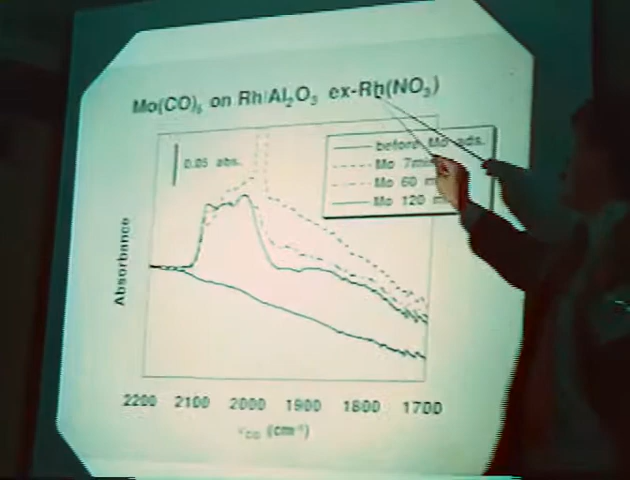 Mo(CO)₆ on Rh/Al₂O₃ ex-Rh(NO₃)
0.05 abs.
before Mo ads.
Mo 7min
Mo 60 m
Mo 120 m
Absorbance
2200 2100 2000 1900 1800 1700
νCO (cm⁻¹)